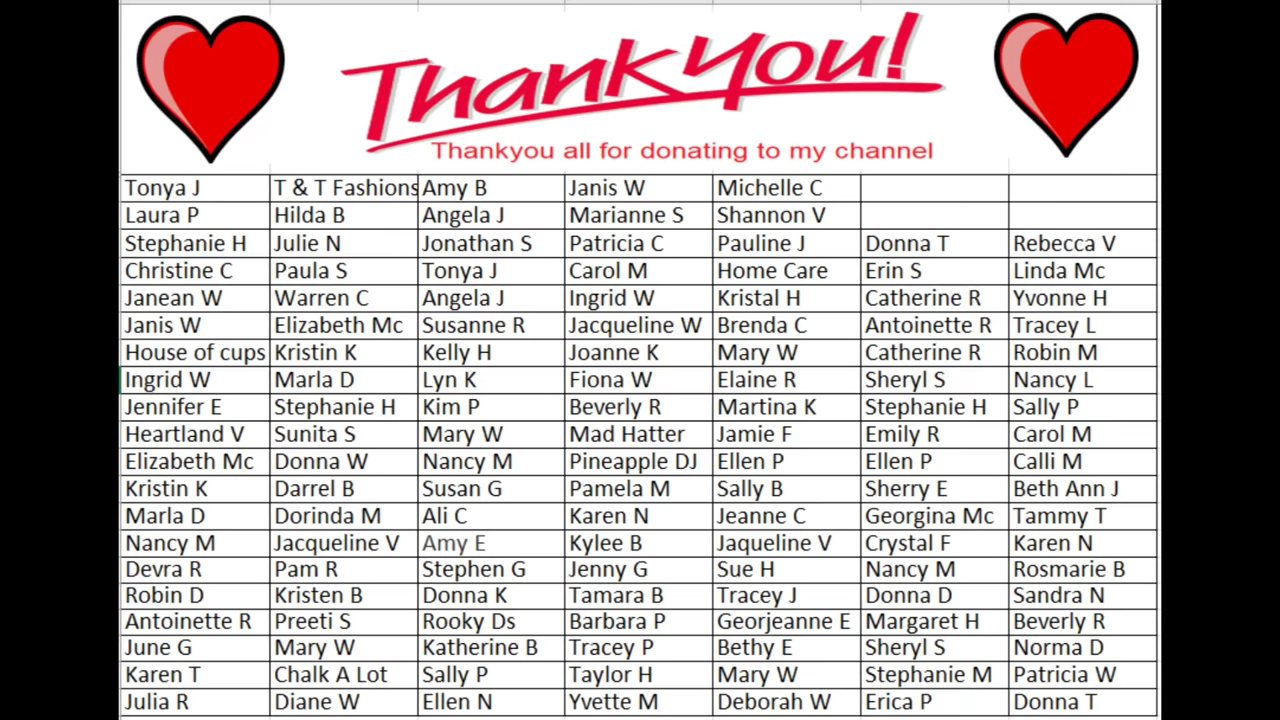 Thank You!
Thankyou all for donating to my channel
Tonya J T & T Fashions Amy B Janis W Michelle C
Laura P Hilda B Angela J Marianne S Shannon V
Stephanie H Julie N Jonathan S Patricia C Pauline J Donna T Rebecca V
Christine C Paula S Tonya J Carol M Home Care Erin S Linda Mc
Janean W Warren C Angela J Ingrid W Kristal H Catherine R Yvonne H
Janis W Elizabeth Mc Susanne R Jacqueline W Brenda C Antoinette R Tracey L
House of cups Kristin K Kelly H Joanne K Mary W Catherine R Robin M
Ingrid W Marla D Lyn K Fiona W Elaine R Sheryl S Nancy L
Jennifer E Stephanie H Kim P Beverly R Martina K Stephanie H Sally P
Heartland V Sunita S Mary W Mad Hatter Jamie F Emily R Carol M
Elizabeth Mc Donna W Nancy M Pineapple DJ Ellen P Ellen P Calli M
Kristin K Darrel B Susan G Pamela M Sally B Sherry E Beth Ann J
Marla D Dorinda M Ali C Karen N Jeanne C Georgina Mc Tammy T
Nancy M Jacqueline V Amy E Kylee B Jaqueline V Crystal F Karen N
Devra R Pam R Stephen G Jenny G Sue H Nancy M Rosmarie B
Robin D Kristen B Donna K Tamara B Tracey J Donna D Sandra N
Antoinette R Preeti S Rooky Ds Barbara P Georjeanne E Margaret H Beverly R
June G Mary W Katherine B Tracey P Bethy E Sheryl S Norma D
Karen T Chalk A Lot Sally P Taylor H Mary W Stephanie M Patricia W
Julia R Diane W Ellen N Yvette M Deborah W Erica P Donna T